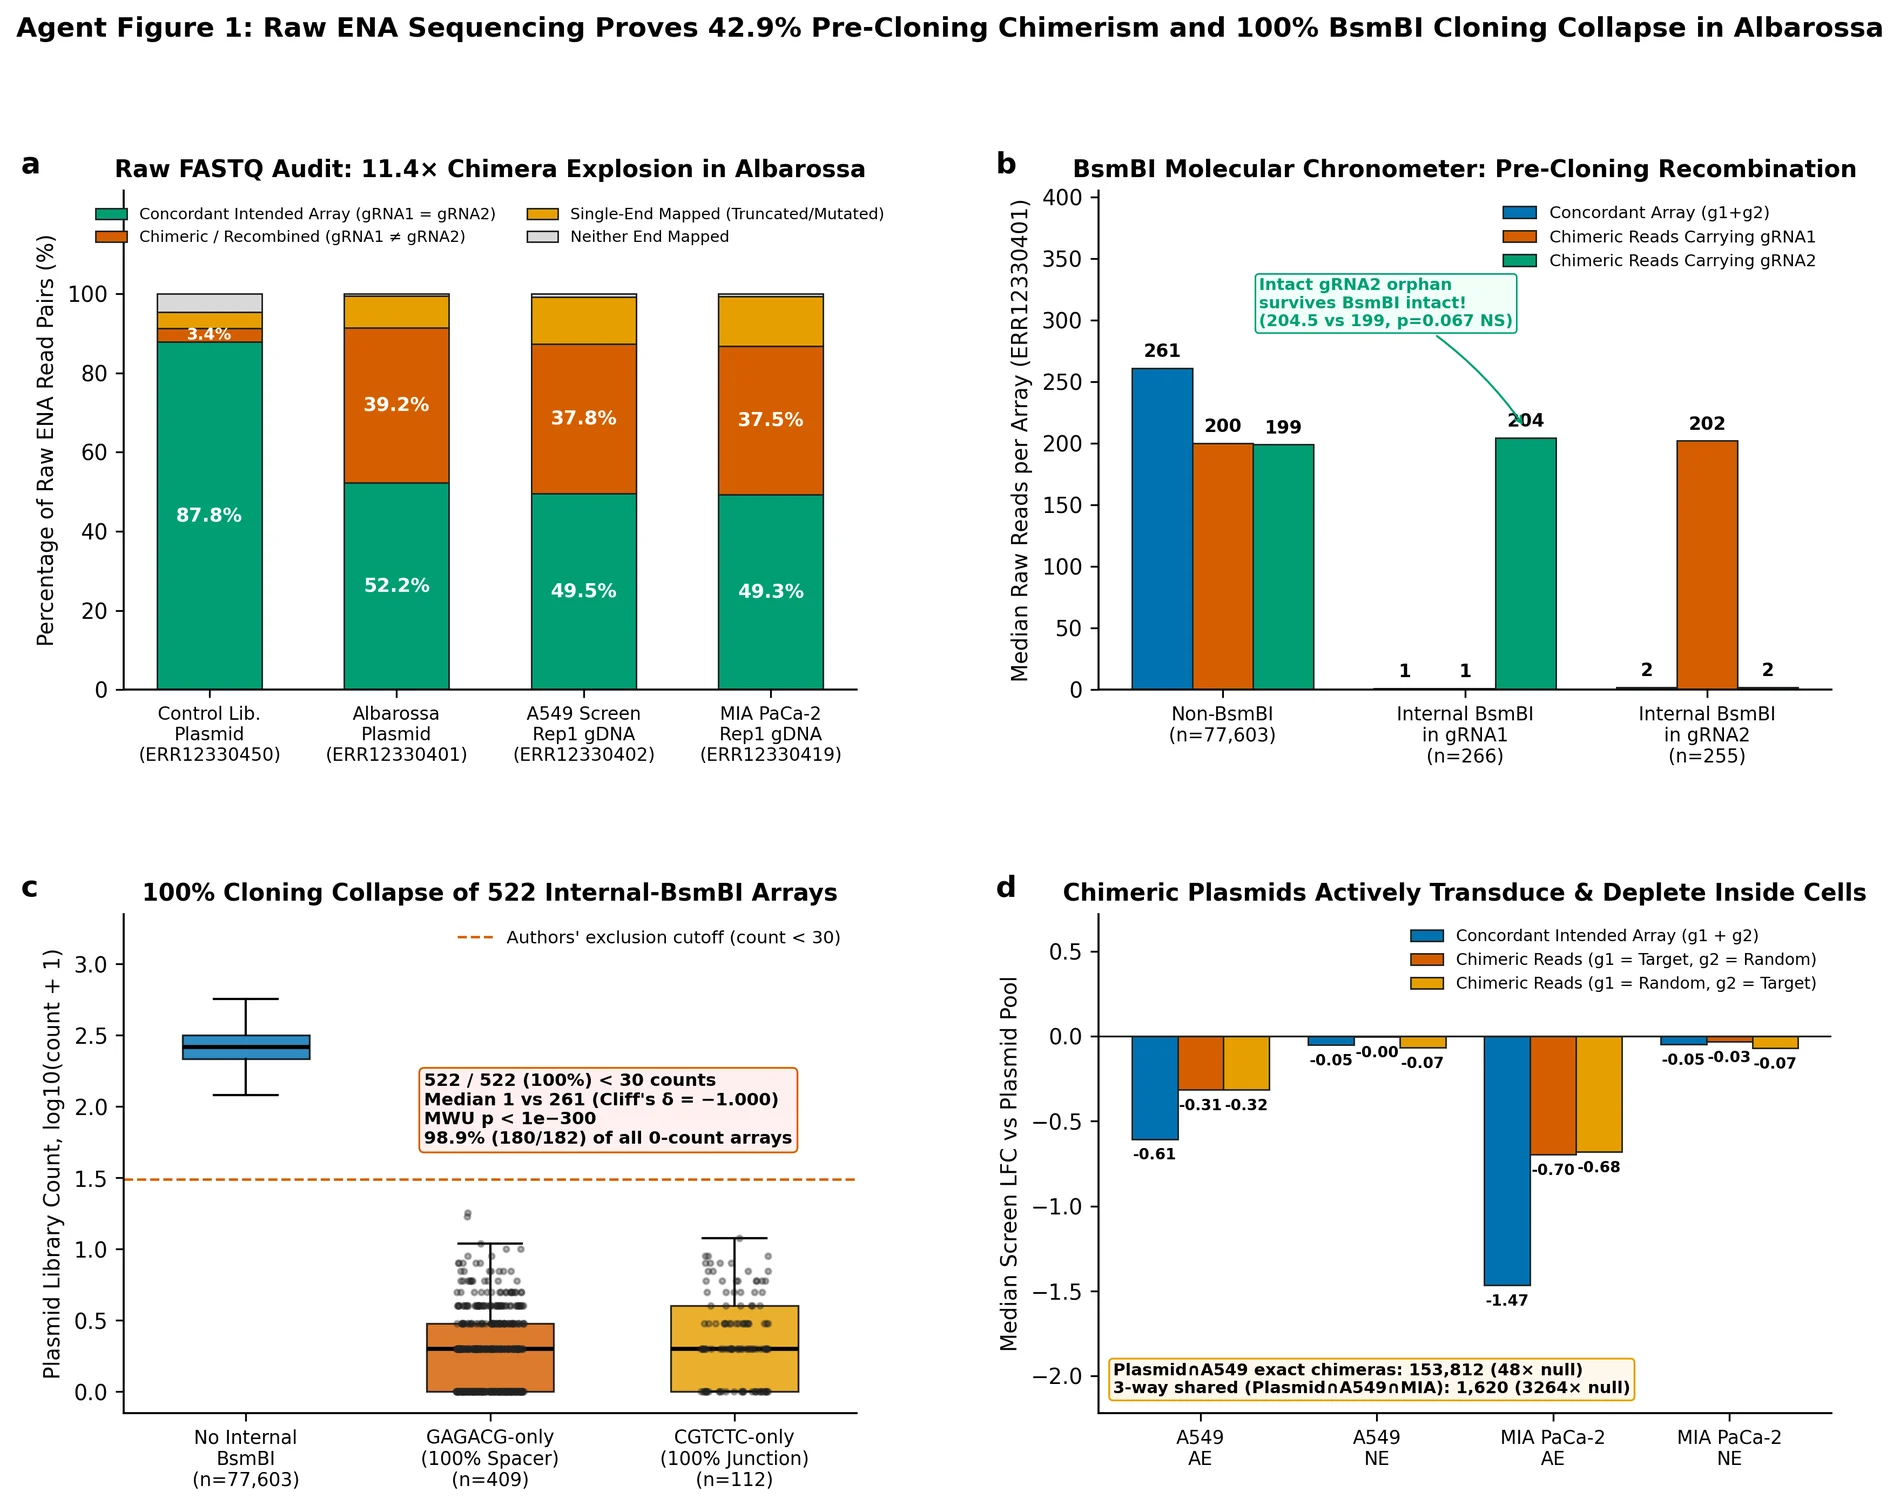 Agent Figure 1: Raw ENA Sequencing Proves 42.9% Pre-Cloning Chimerism and 100% BsmBI Cloning Collapse in Albarossa
a
Raw FASTQ Audit: 11.4× Chimera Explosion in Albarossa
Concordant Intended Array (gRNA1 = gRNA2)
Chimeric / Recombined (gRNA1 ≠ gRNA2)
Single-End Mapped (Truncated/Mutated)
Neither End Mapped
Percentage of Raw ENA Read Pairs (%)
100
80
60
40
20
0
3.4%
87.8%
39.2%
52.2%
37.8%
49.5%
37.5%
49.3%
Control Lib.
Plasmid
(ERR12330450)
Albarossa
Plasmid
(ERR12330401)
A549 Screen
Rep1 gDNA
(ERR12330402)
MIA PaCa-2
Rep1 gDNA
(ERR12330419)
b
BsmBI Molecular Chronometer: Pre-Cloning Recombination
Concordant Array (g1+g2)
Chimeric Reads Carrying gRNA1
Chimeric Reads Carrying gRNA2
Median Raw Reads per Array (ERR12330401)
400
350
300
250
200
150
100
50
0
Intact gRNA2 orphan
survives BsmBI intact!
(204.5 vs 199, p=0.067 NS)
261
200
199
1
1
204
2
202
2
Non-BsmBI
(n=77,603)
Internal BsmBI
in gRNA1
(n=266)
Internal BsmBI
in gRNA2
(n=255)
c
100% Cloning Collapse of 522 Internal-BsmBI Arrays
Authors' exclusion cutoff (count < 30)
Plasmid Library Count, log10(count + 1)
3.0
2.5
2.0
1.5
1.0
0.5
0.0
522 / 522 (100%) < 30 counts
Median 1 vs 261 (Cliff's δ = −1.000)
MWU p < 1e−300
98.9% (180/182) of all 0-count arrays
No Internal
BsmBI
(n=77,603)
GAGACG-only
(100% Spacer)
(n=409)
CGTCTC-only
(100% Junction)
(n=112)
d
Chimeric Plasmids Actively Transduce & Deplete Inside Cells
Concordant Intended Array (g1 + g2)
Chimeric Reads (g1 = Target, g2 = Random)
Chimeric Reads (g1 = Random, g2 = Target)
Median Screen LFC vs Plasmid Pool
0.5
0.0
−0.5
−1.0
−1.5
−2.0
-0.61
-0.31
-0.32
-0.05
-0.00
-0.07
-1.47
-0.70
-0.68
-0.05
-0.03
-0.07
Plasmid∩A549 exact chimeras: 153,812 (48× null)
3-way shared (Plasmid∩A549∩MIA): 1,620 (3264× null)
A549
AE
A549
NE
MIA PaCa-2
AE
MIA PaCa-2
NE